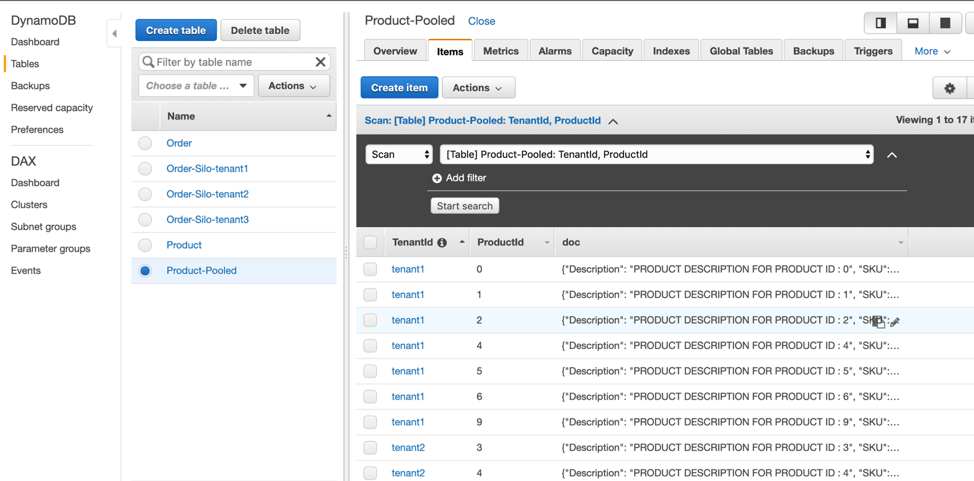 DynamoDB
Dashboard
Tables
Backups
Reserved capacity
Preferences
DAX
Dashboard
Clusters
Subnet groups
Parameter groups
Events
Create table
Delete table
Filter by table name
Choose a table ...
Actions
Name
Order
Order-Silo-tenant1
Order-Silo-tenant2
Order-Silo-tenant3
Product
Product-Pooled
Product-Pooled Close
Overview Items Metrics Alarms Capacity Indexes Global Tables Backups Triggers More
Create item Actions
Scan: [Table] Product-Pooled: TenantId, ProductId
Viewing 1 to 17
Scan [Table] Product-Pooled: TenantId, ProductId
Add filter
Start search
TenantId ProductId doc
tenant1 0 {"Description": "PRODUCT DESCRIPTION FOR PRODUCT ID : 0", "SKU":...
tenant1 1 {"Description": "PRODUCT DESCRIPTION FOR PRODUCT ID : 1", "SKU":...
tenant1 2 {"Description": "PRODUCT DESCRIPTION FOR PRODUCT ID : 2",
tenant1 4 {"Description": "PRODUCT DESCRIPTION FOR PRODUCT ID : 4", "SKU":...
tenant1 5 {"Description": "PRODUCT DESCRIPTION FOR PRODUCT ID : 5", "SKU":...
tenant1 6 {"Description": "PRODUCT DESCRIPTION FOR PRODUCT ID : 6", "SKU":...
tenant1 9 {"Description": "PRODUCT DESCRIPTION FOR PRODUCT ID : 9", "SKU":...
tenant2 3 {"Description": "PRODUCT DESCRIPTION FOR PRODUCT ID : 3", "SKU":...
tenant2 4 {"Description": "PRODUCT DESCRIPTION FOR PRODUCT ID : 4", "SKU":...